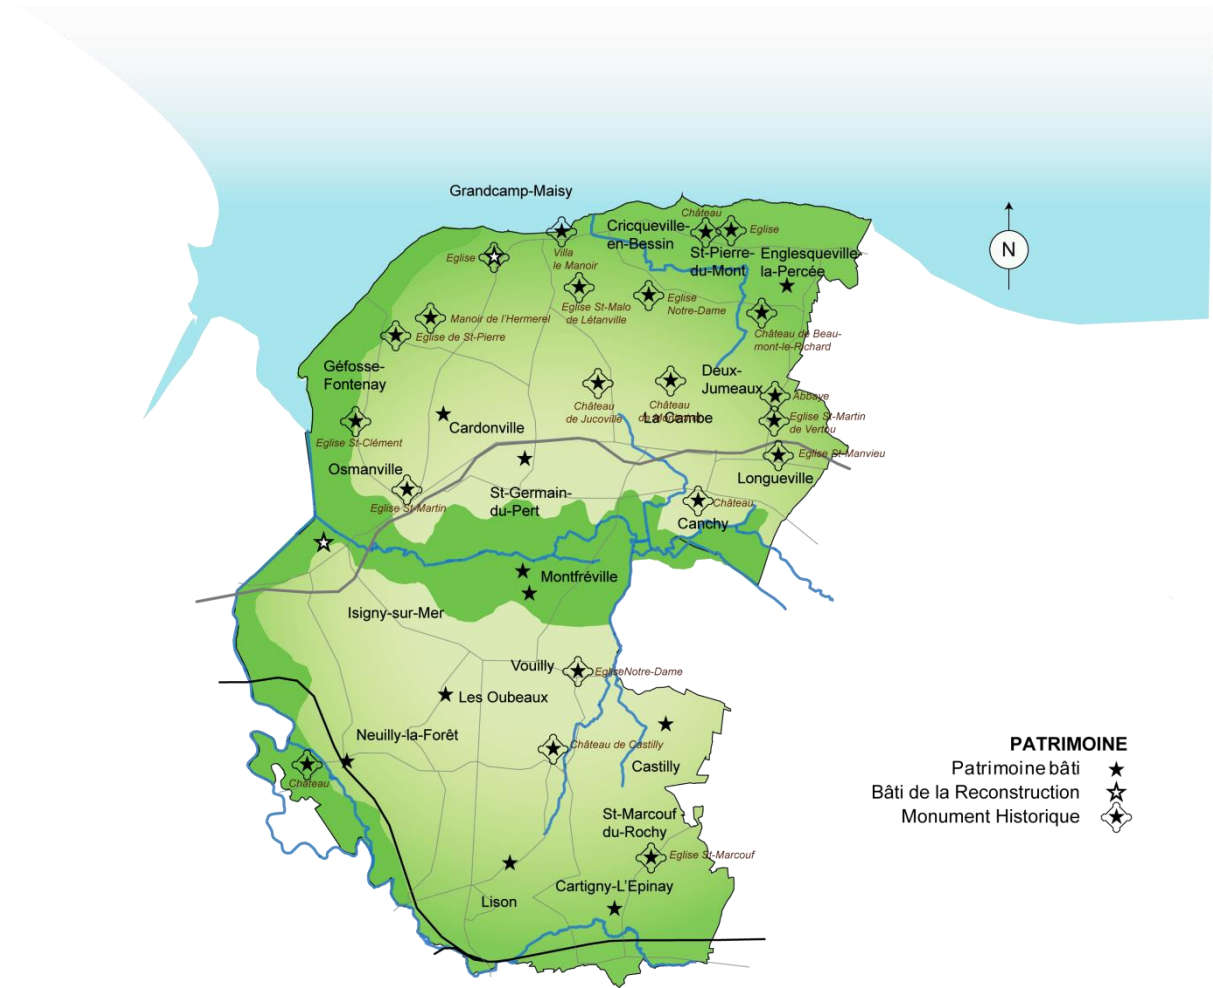 Grandcamp-Maisy
Château
Cricqueville-
en-Bessin
Eglise
Villa
le Manoir
Eglise
St-Pierre-
du-Mont
Englesqueville-
la-Percée
Eglise St-Malo
de Létanville
Eglise
Notre-Dame
Manoir de l'Hermerel
Eglise de St-Pierre
Château de Beau-
mont-le-Richard
Géfosse-
Fontenay
Deux-
Jumeaux
Abbaye
Château
de Jucoville
Château
La Cambe
Eglise St-Martin
de Vertou
Cardonville
Eglise St-Clément
Eglise St-Manvieu
Osmanville
Longueville
St-Germain-
du-Pert
Eglise St-Martin
Château
Canchy
Montfréville
Isigny-sur-Mer
Vouilly
EgliseNotre-Dame
Les Oubeaux
Neuilly-la-Forêt
Château de Castilly
Castilly
Château
St-Marcouf
du-Rochy
Eglise St-Marcouf
Cartigny-L'Epinay
Lison
N
PATRIMOINE
Patrimoine bâti
Bâti de la Reconstruction
Monument Historique